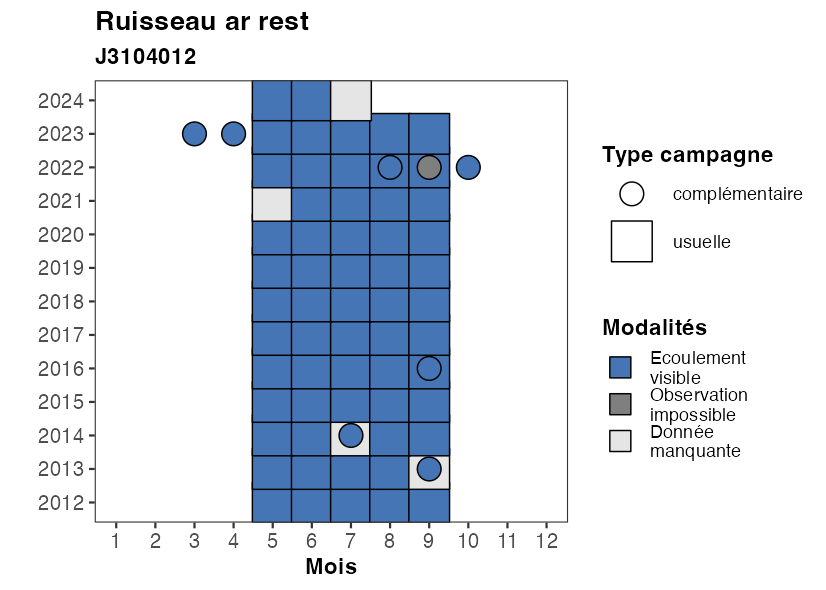 Ruisseau ar rest
J3104012
2024
2023
2022
2021
2020
2019
2018
2017
2016
2015
2014
2013
2012
1 2 3 4 5 6 7 8 9 10 11 12
Mois
Type campagne
complémentaire
usuelle
Modalités
Ecoulement
visible
Observation
impossible
Donnée
manquante